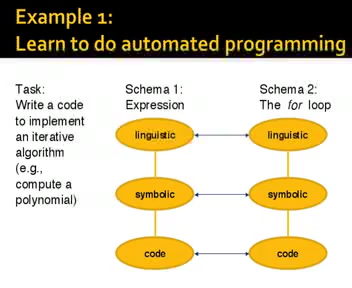 Example 1:
Learn to do automated programming
Task:
Write a code
to implement
an iterative
algorithm
(e.g.,
compute a
polynomial)
Schema 1:
Expression
Schema 2:
The for loop
linguistic
linguistic
symbolic
symbolic
code
code